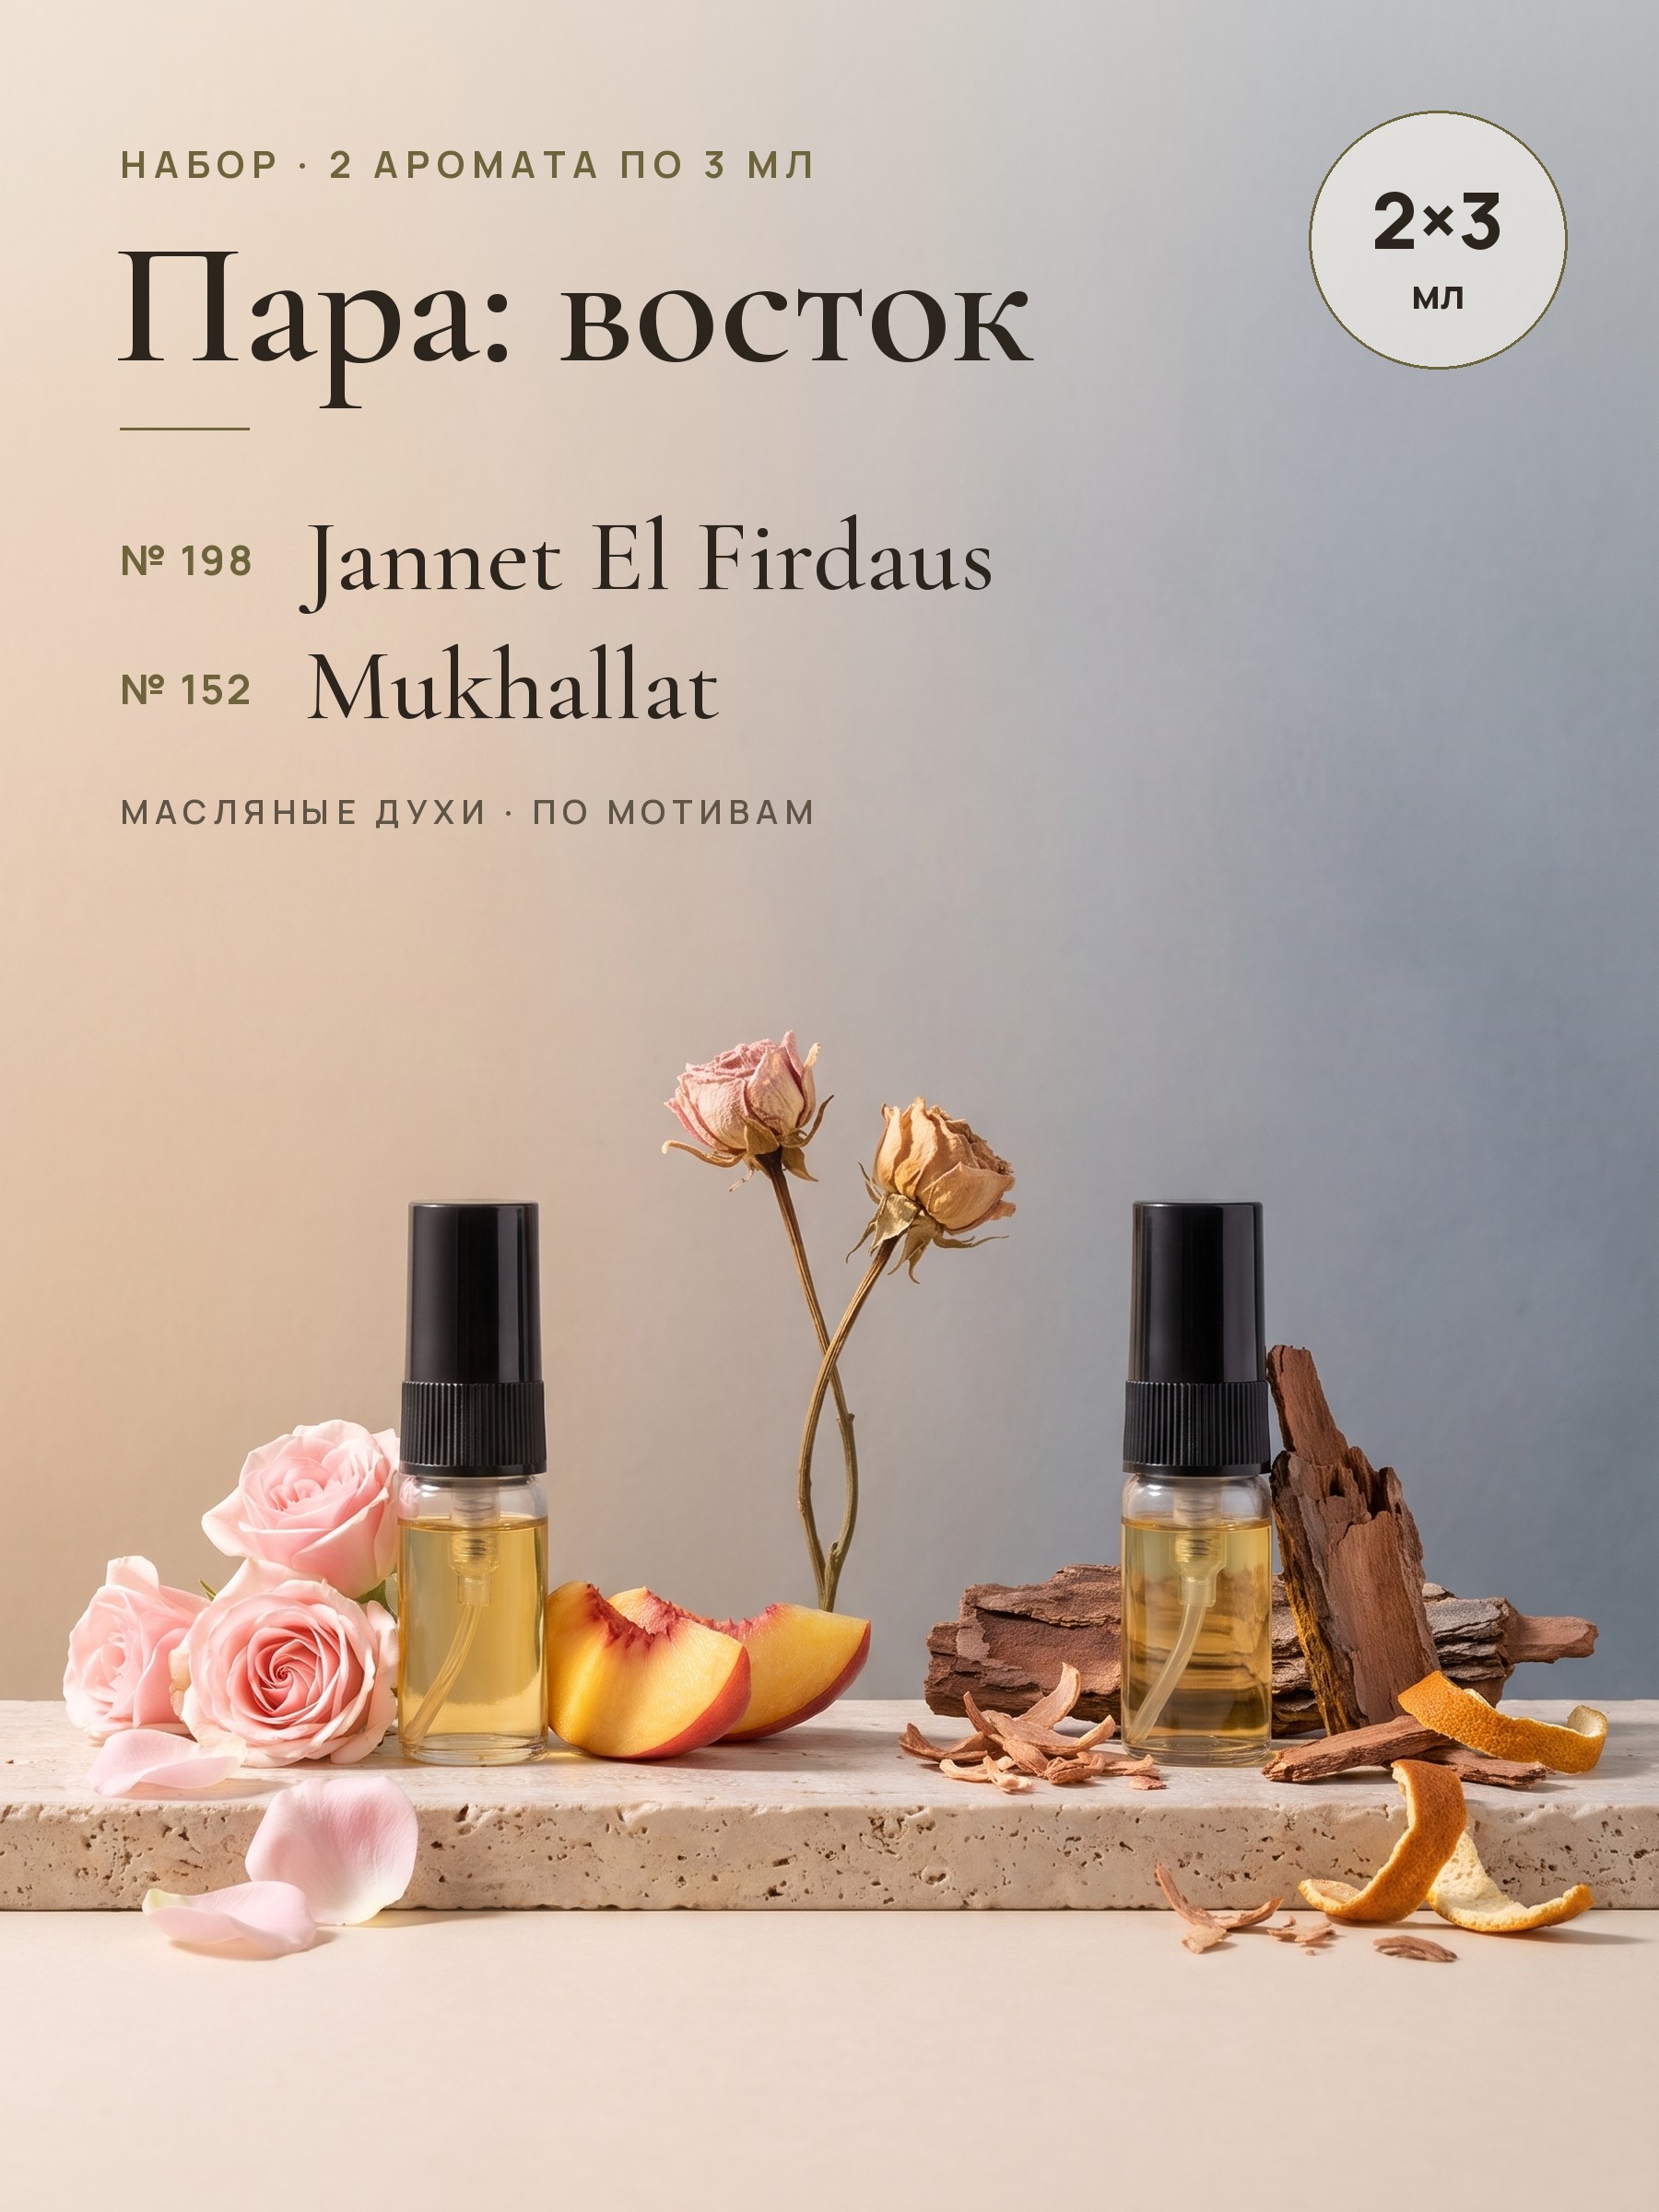 НАБОР · 2 АРОМАТА ПО 3 МЛ
2×3
мл
Пара: восток
№ 198 Jannet El Firdaus
№ 152 Mukhallat
МАСЛЯНЫЕ ДУХИ · ПО МОТИВАМ